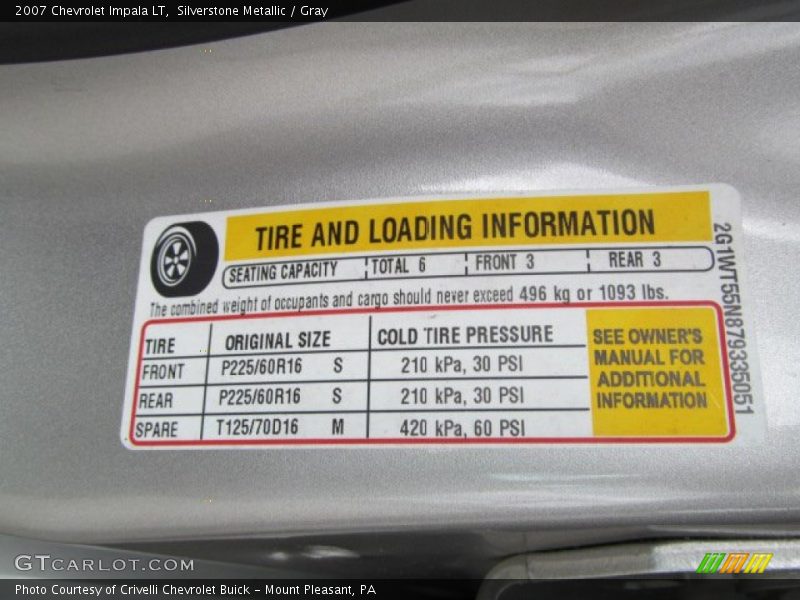 2007 Chevrolet Impala LT,  Silverstone Metallic / Gray
TIRE AND LOADING INFORMATION
SEATING CAPACITY TOTAL 6 FRONT 3 REAR 3
The combined weight of occupants and cargo should never exceed 496 kg or 1093 lbs.
TIRE ORIGINAL SIZE COLD TIRE PRESSURE
FRONT P225/60R16 S 210 kPa, 30 PSI
REAR P225/60R16 S 210 kPa, 30 PSI
SPARE T125/70D16 M 420 kPa, 60 PSI
SEE OWNER'S
MANUAL FOR
ADDITIONAL
INFORMATION
2G1WT55N879335051
GTCARLOT.COM
Photo Courtesy of Crivelli Chevrolet Buick - Mount Pleasant, PA